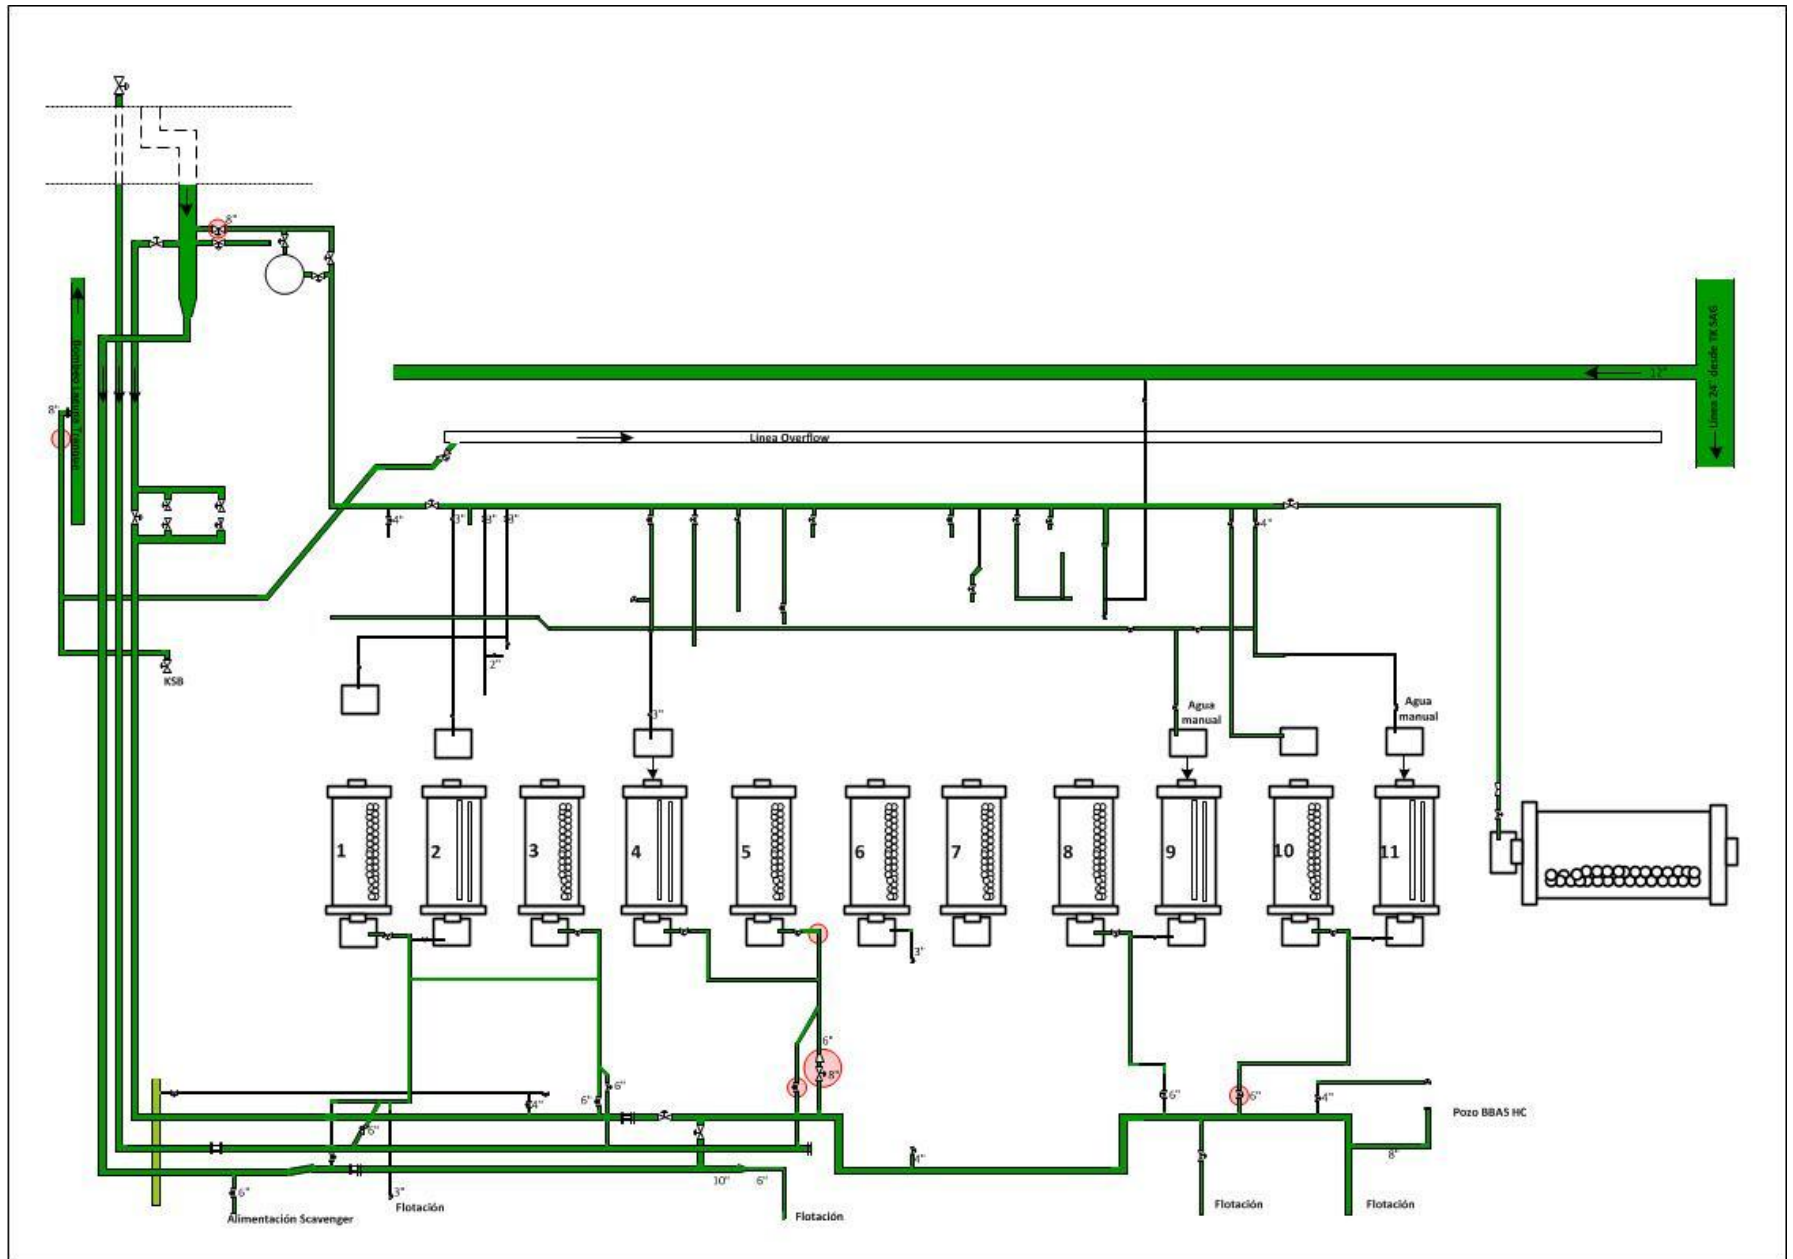 8"
12"
Línea 24" desde TK SAG
Bombeo Laguna Tranque
8"
Línea Overflow
4"
3"
3"
3"
4"
2"
KSB
3"
Agua
manual
Agua
manual
1
2
3
4
5
6
7
8
9
10
11
3"
6"
8"
6"
6"
4"
6"
6"
6"
4"
Pozo BBAS HC
8"
4"
6"
3"
10"
6"
Flotación
Alimentación Scavenger
Flotación
Flotación
Flotación